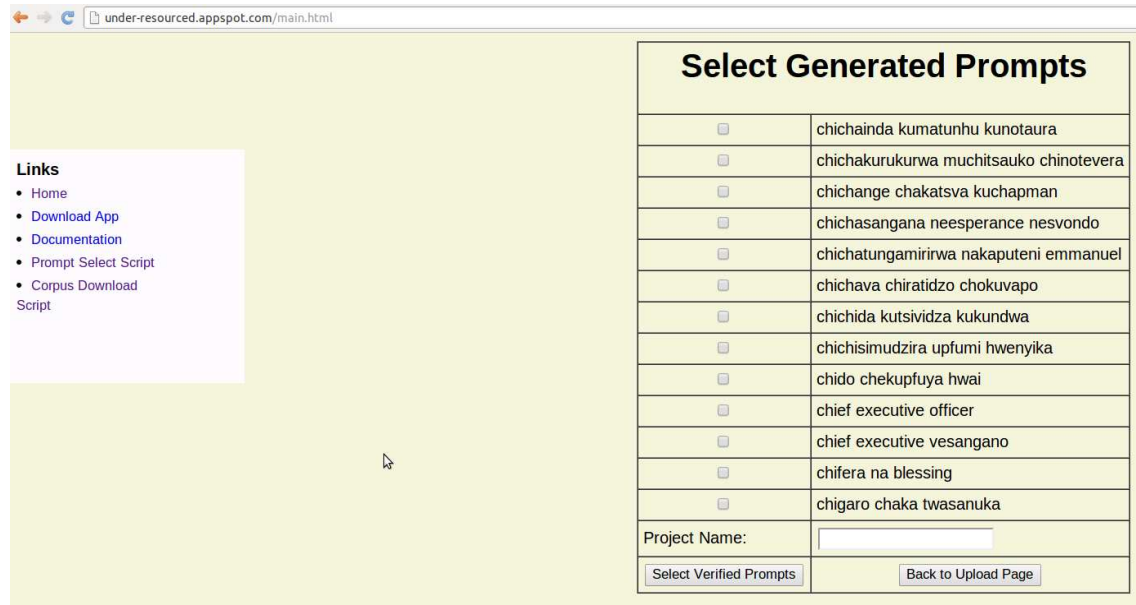 under-resourced.appspot.com/main.html
Select Generated Prompts
Links
• Home
• Download App
• Documentation
• Prompt Select Script
• Corpus Download
Script
chichainda kumatunhu kunotaura
chichakurukurwa muchitsauko chinotevera
chichange chakatsva kuchapman
chichasangana neesperance nesvondo
chichatungamirirwa nakaputeni emmanuel
chichava chiratidzo chokuvapo
chichida kutsividza kukundwa
chichisimudzira upfumi hwenyika
chido chekupfuya hwai
chief executive officer
chief executive vesangano
chifera na blessing
chigaro chaka twasanuka
Project Name:
Select Verified Prompts Back to Upload Page